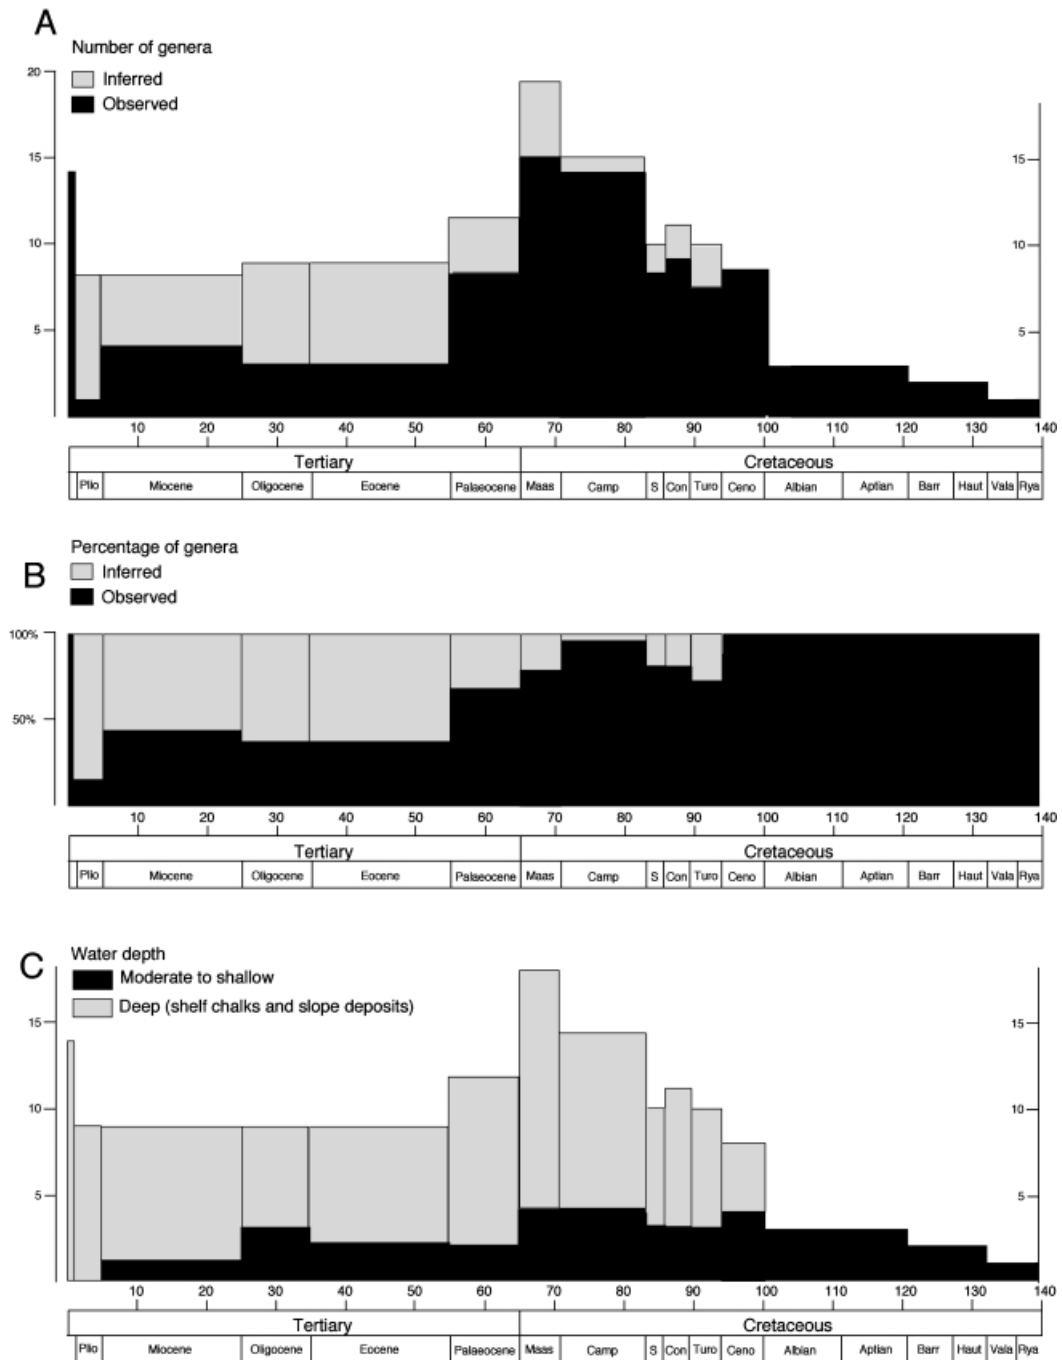 A
Number of genera
Inferred
Observed
20
15
10
5
15
10
5
10 20 30 40 50 60 70 80 90 100 110 120 130 140
Tertiary Cretaceous
Plio Miocene Oligocene Eocene Palaeocene Maas Camp S Con Turo Ceno Albian Aptian Barr Haut Vala Rya
Percentage of genera
B
Inferred
Observed
100%
50%
10 20 30 40 50 60 70 80 90 100 110 120 130 140
Tertiary Cretaceous
Plio Miocene Oligocene Eocene Palaeocene Maas Camp S Con Turo Ceno Albian Aptian Barr Haut Vala Rya
Water depth
C
Moderate to shallow
Deep (shelf chalks and slope deposits)
15
10
5
15
10
5
10 20 30 40 50 60 70 80 90 100 110 120 130 140
Tertiary Cretaceous
Plio Miocene Oligocene Eocene Palaeocene Maas Camp S Con Turo Ceno Albian Aptian Barr Haut Vala Rya